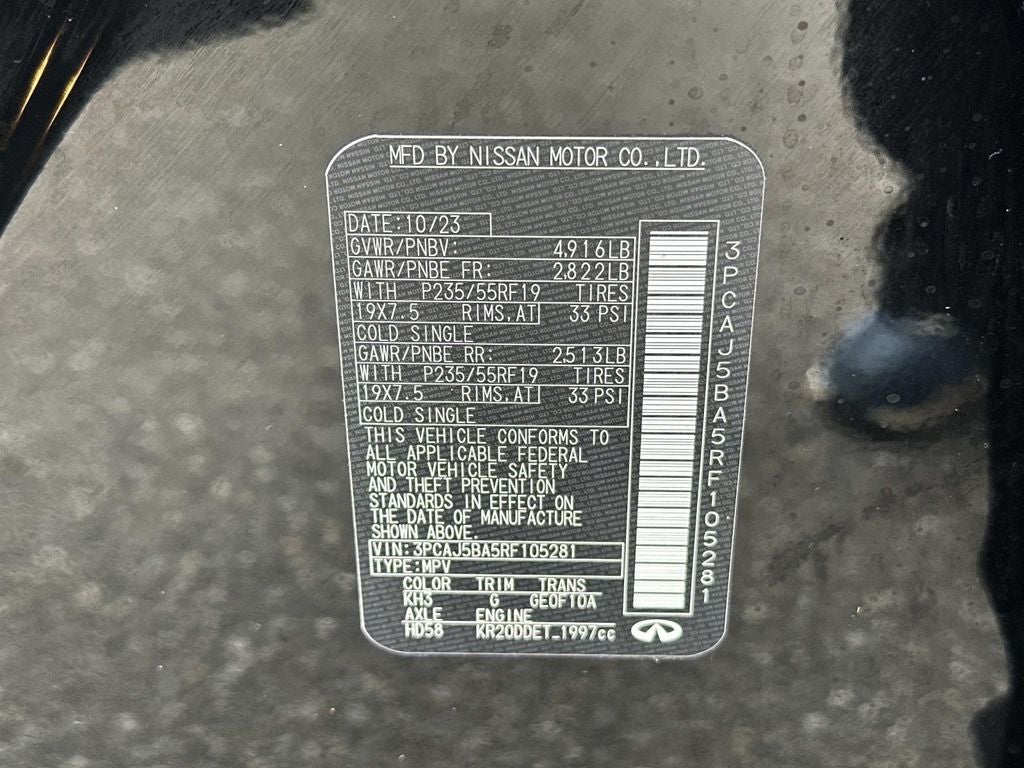 MFD BY NISSAN MOTOR CO.,LTD.
DATE:10/23
GVWR/PNBV: 4916LB
GAWR/PNBE FR: 2822LB
WITH P235/55RF19 TIRES
19X7.5 RIMS,AT 33 PSI
COLD SINGLE
GAWR/PNBE RR: 2513LB
WITH P235/55RF19 TIRES
19X7.5 RIMS,AT 33 PSI
COLD SINGLE
THIS VEHICLE CONFORMS TO
ALL APPLICABLE FEDERAL
MOTOR VEHICLE SAFETY
AND THEFT PREVENTION
STANDARDS IN EFFECT ON
THE DATE OF MANUFACTURE
SHOWN ABOVE.
VIN:3PCAJ5BA5RF105281
TYPE:MPV
COLOR TRIM TRANS
KH3 G GE0F10A
AXLE ENGINE
HD58 KR20DDET 1997cc
3PCAJ5BA5RF105281